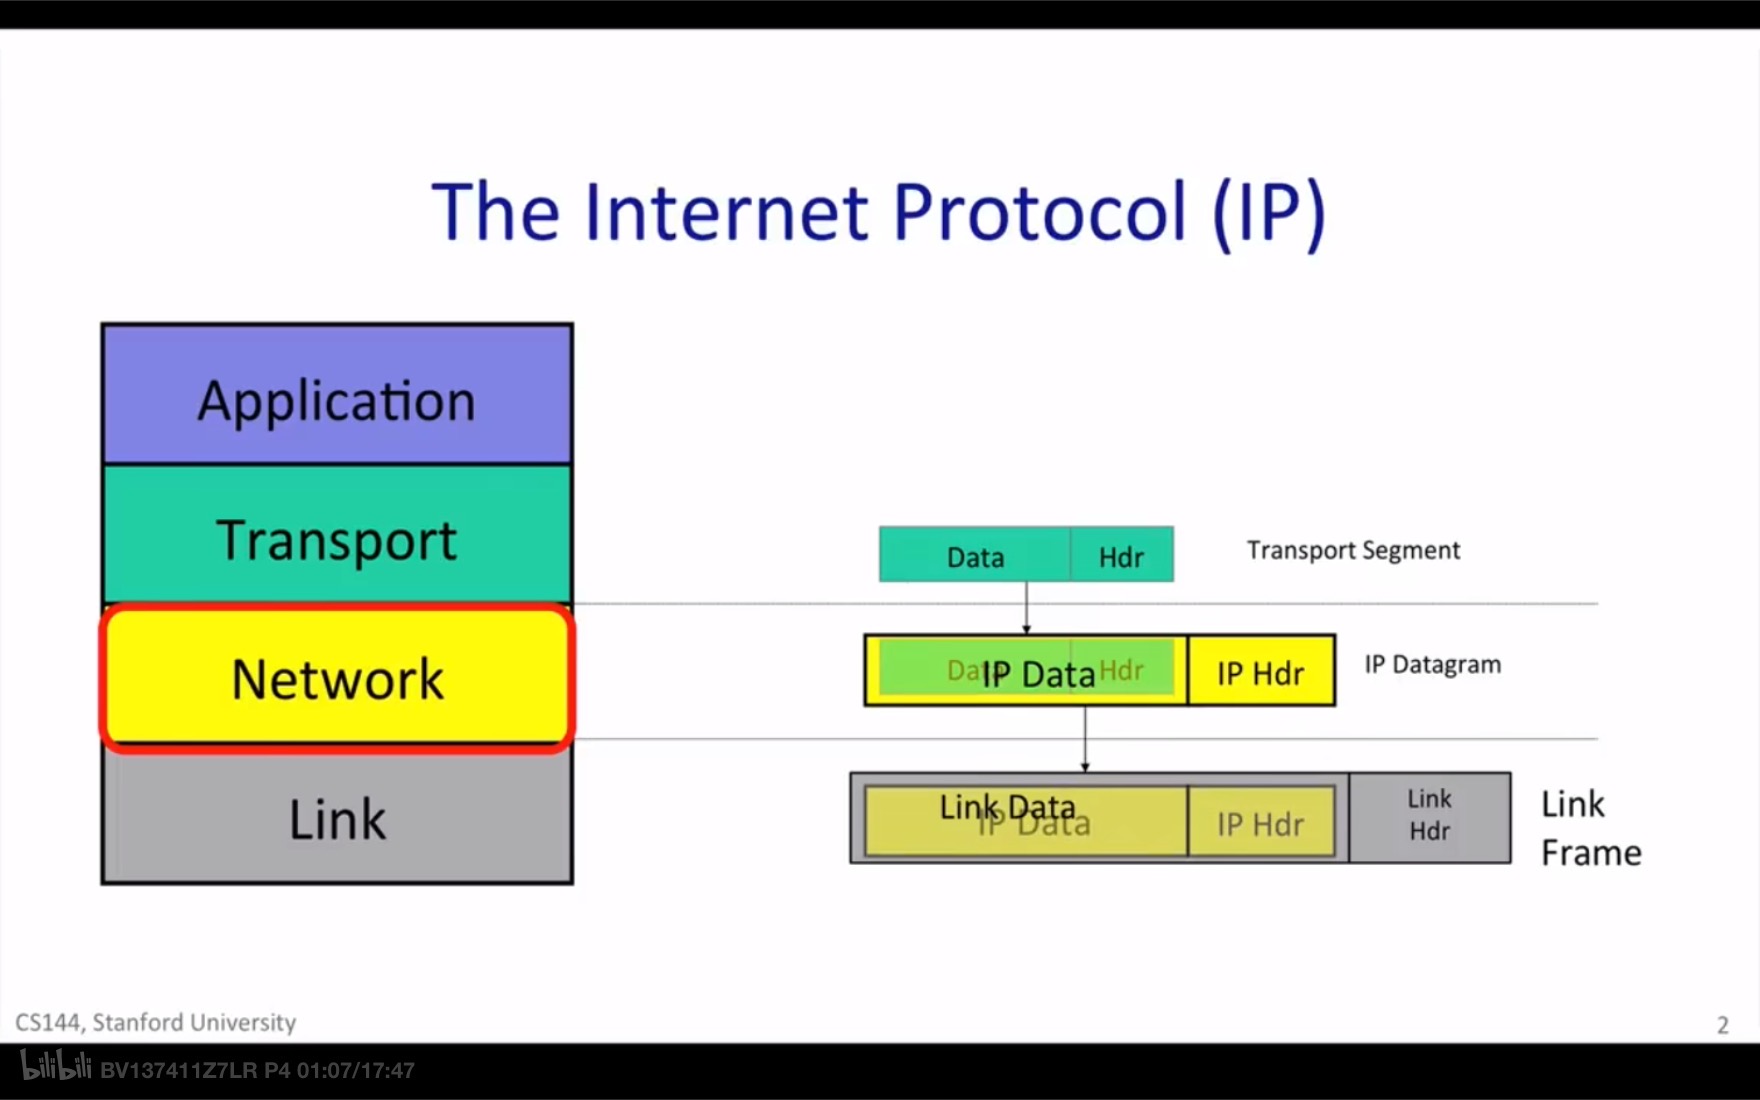 The Internet Protocol (IP)
Application
Transport
Network
Link
Data Hdr Transport Segment
Data Hdr
IP Data IP Hdr IP Datagram
Link Data
IP Data IP Hdr
Link
Hdr
Link
Frame
CS144, Stanford University
2
bilibili BV137411Z7LR P4 01:07/17:47